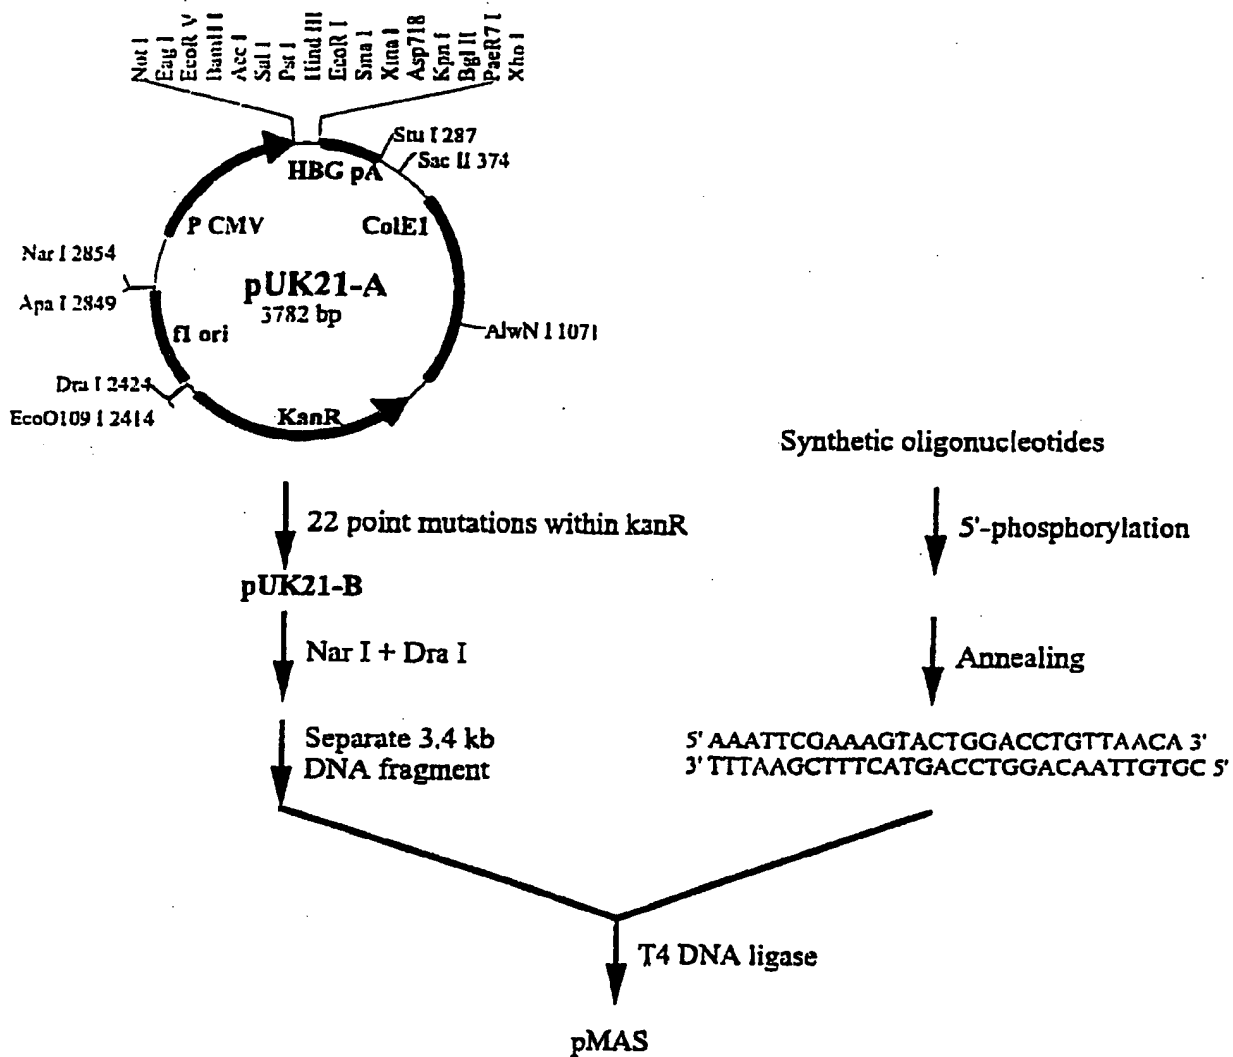 Not I
Eag I
EcoR V
BamH I
Acc I
Sal I
Pst I
Hind III
EcoR I
Sma I
Xma I
Asp718
Kpn I
Bgl II
PaeR7 I
Xho I
Stu I 287
Sac II 374
HBG pA
P CMV
ColE1
Nar I 2854
pUK21-A
3782 bp
Apa I 2849
f1 ori
AlwN I 1071
Dra I 2424
EcoO109 I 2414
KanR
Synthetic oligonucleotides
22 point mutations within kanR
5'-phosphorylation
pUK21-B
Nar I + Dra I
Annealing
Separate 3.4 kb
DNA fragment
5' AAATTCGAAAGTACTGGACCTGTTAACA 3'
3' TTTAAGCTTTCATGACCTGGACAATTGTGC 5'
T4 DNA ligase
pMAS